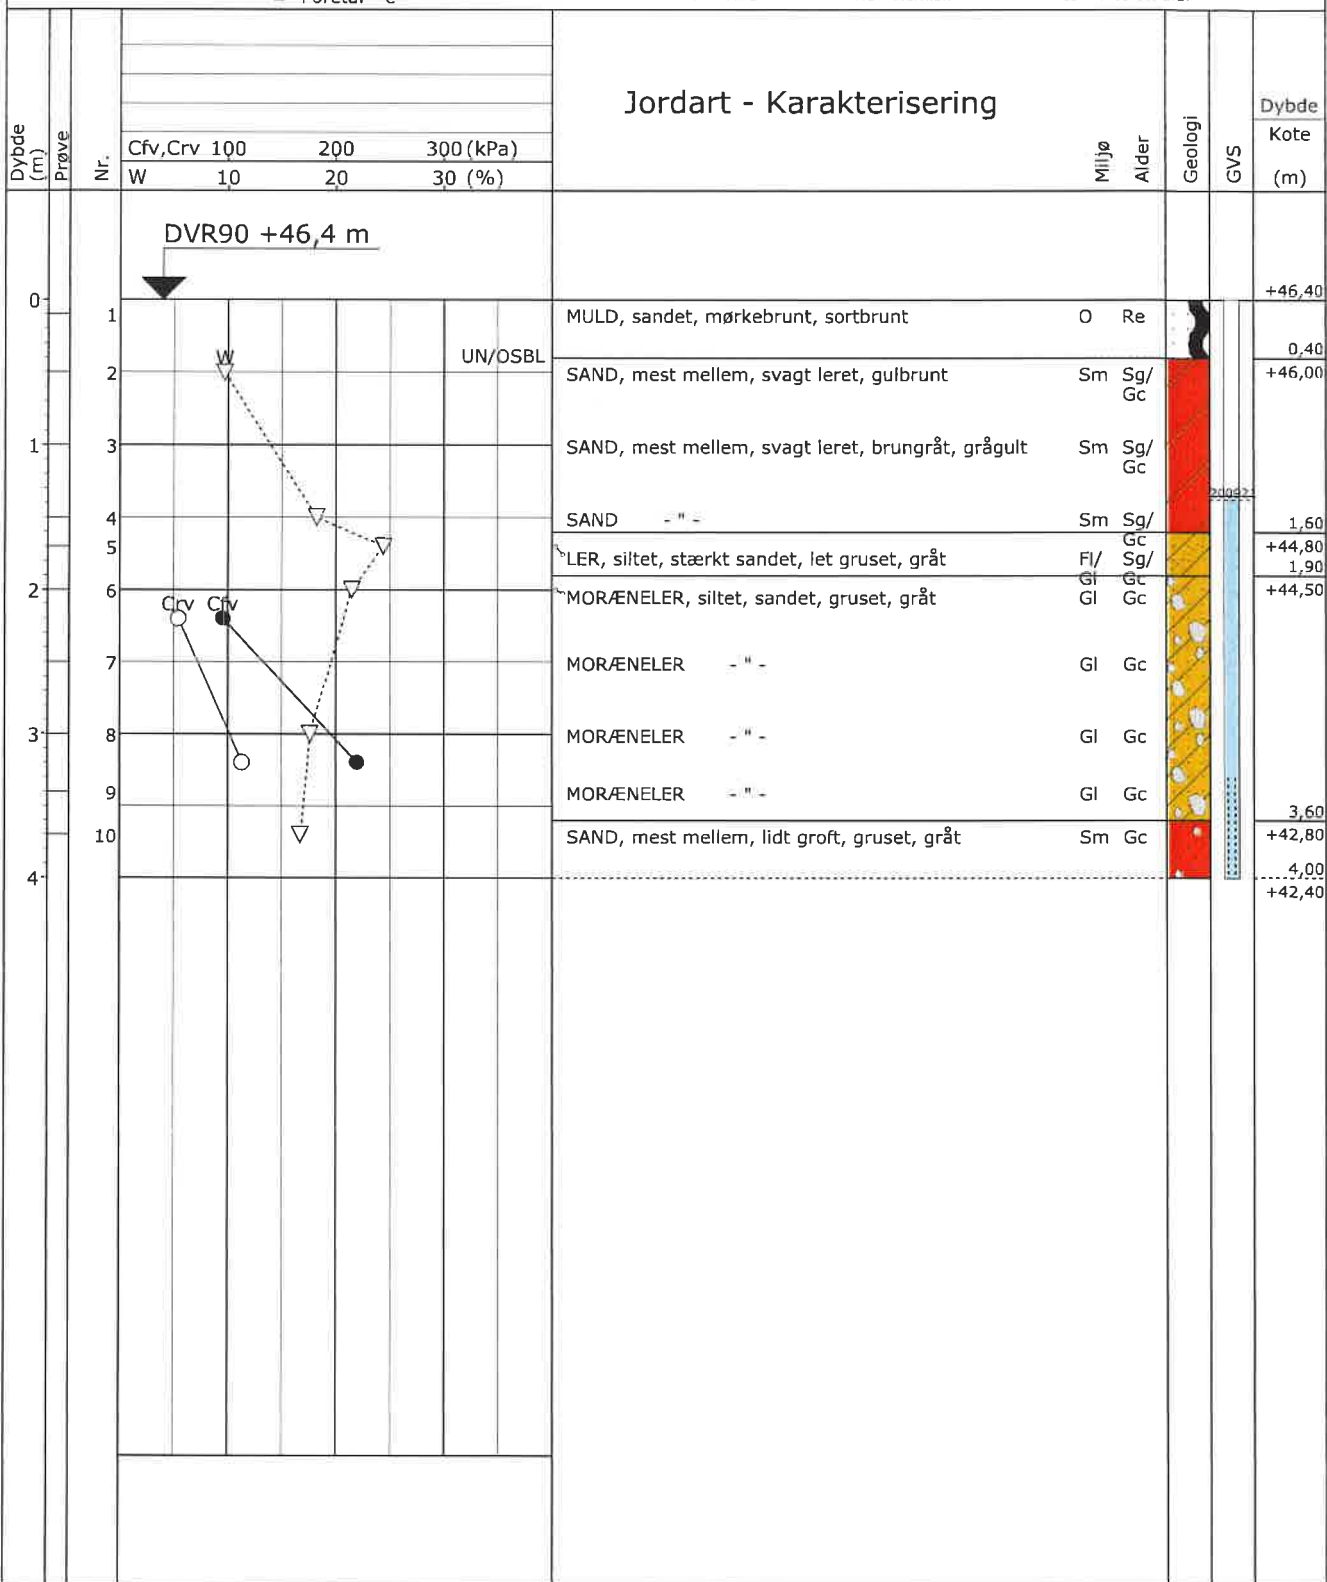 Jordart - Karakterisering
Dybde (m)
Prøve
Nr.
Cfv,Crv 100 200 300 (kPa)
W 10 20 30 (%)
Miljø
Alder
Geologi
GVS
Dybde
Kote
(m)
DVR90 +46,4 m
+46,40
0
1 MULD, sandet, mørkebrunt, sortbrunt O Re
0,40
W UN/OSBL
2 SAND, mest mellem, svagt leret, gulbrunt Sm Sg/ +46,00
Gc
1 3 SAND, mest mellem, svagt leret, brungråt, grågult Sm Sg/
Gc
200921
4 SAND - " - Sm Sg/ 1,60
Gc
5 LER, siltet, stærkt sandet, let gruset, gråt Fl/ Sg/ +44,80
1,90
Gl Gc
2 6 MORÆNELER, siltet, sandet, gruset, gråt Gl Gc +44,50
Crv Cfv
7 MORÆNELER - " - Gl Gc
3 8 MORÆNELER - " - Gl Gc
9 MORÆNELER - " - Gl Gc
3,60
10 SAND, mest mellem, lidt groft, gruset, gråt Sm Gc +42,80
4 4,00
+42,40